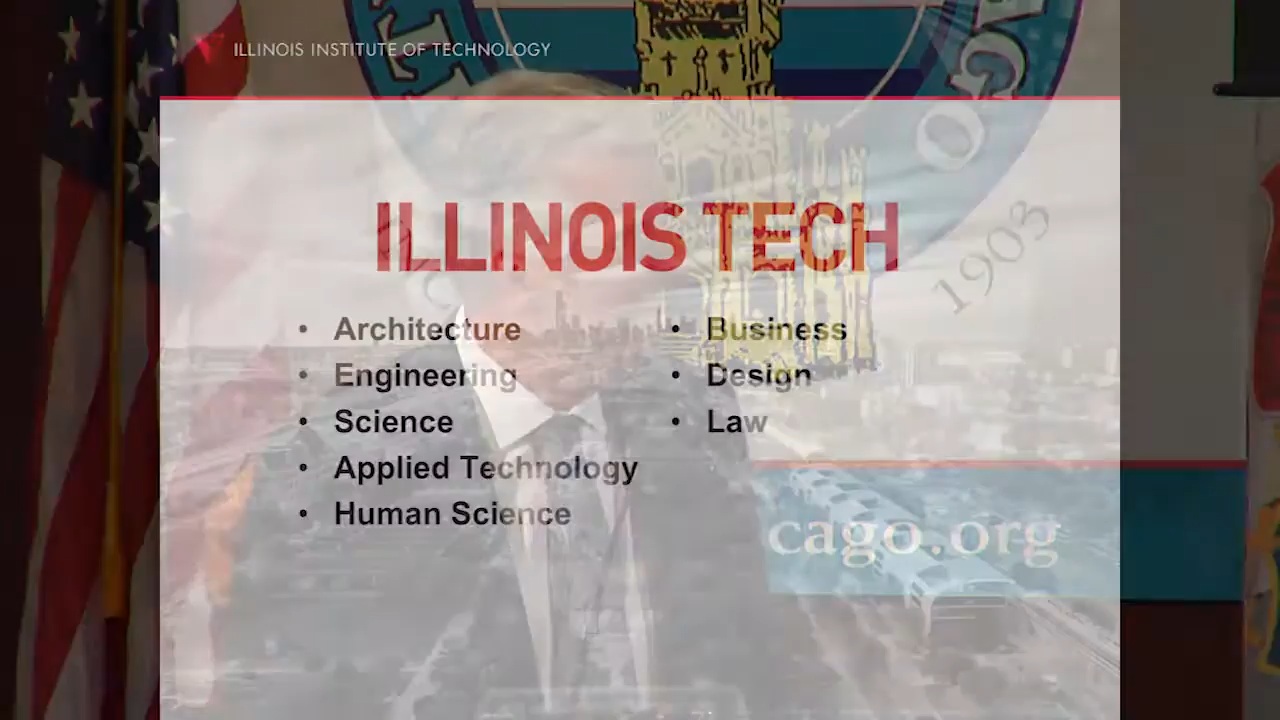 ILLINOIS INSTITUTE OF TECHNOLOGY
ILLINOIS TECH
1903
• Architecture
• Engineering
• Science
• Applied Technology
• Human Science
• Business
• Design
• Law
cago.org